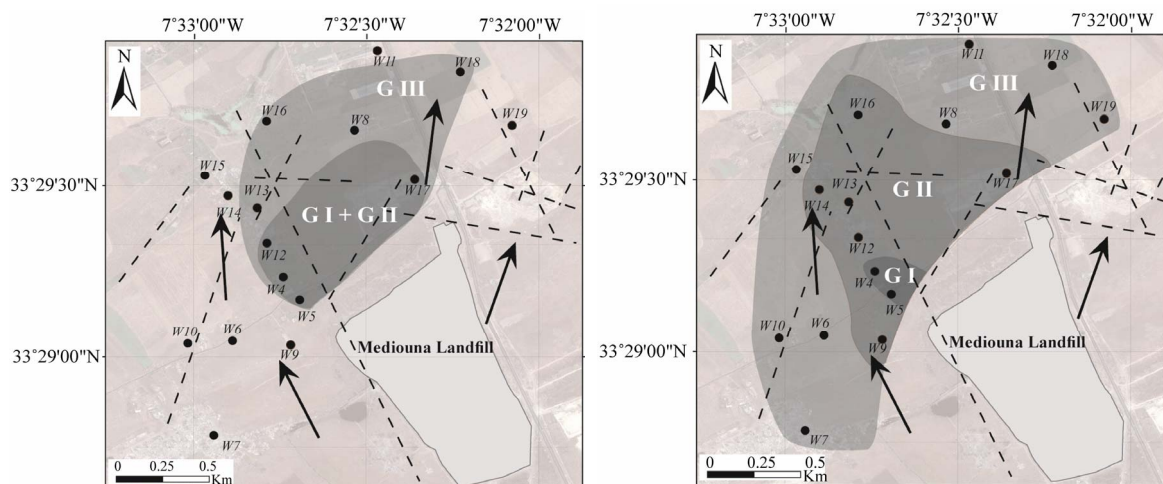 7°33'00"W 7°32'30"W 7°32'00"W
N
W11
W18
G III
W16
W8
W19
W15
33°29'30"N
W17
W13
W14
G I + G II
W12
W4
W5
W10
W6
W9
33°29'00"N
Mediouna Landfill
W7
0 0.25 0.5
Km
7°33'00"W 7°32'30"W 7°32'00"W
N
W11
W18
G III
W16
W8
W19
W15
33°29'30"N
W17
G II
W13
W14
W12
G I
W4
W5
W10
W6
W9
33°29'00"N
Mediouna Landfill
W7
0 0.25 0.5
Km